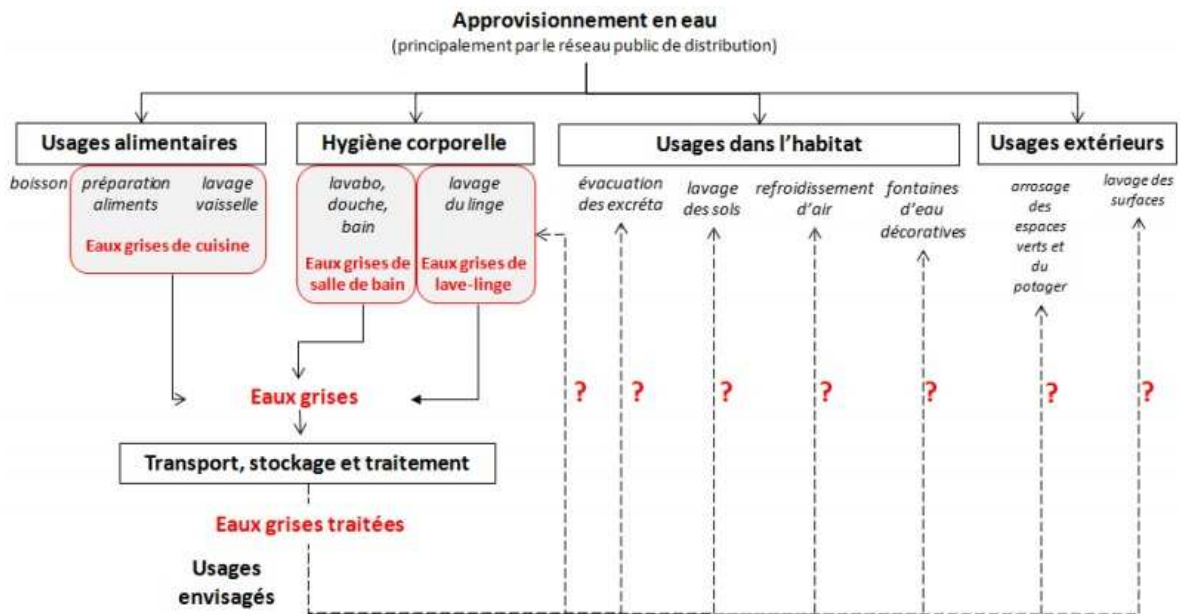 Approvisionnement en eau
(principalement par le réseau public de distribution)
Usages alimentaires
Hygiène corporelle
Usages dans l'habitat
Usages extérieurs
boisson
préparation
aliments
lavage
vaisselle
Eaux grises de cuisine
lavabo,
douche,
bain
Eaux grises de
salle de bain
lavage
du linge
Eaux grises de
lave-linge
évacuation
des excréta
lavage
des sols
refroidissement
d'air
fontaines
d'eau
décoratives
arrosage
des
espaces
verts et
du
potager
lavage des
surfaces
Eaux grises
? ? ? ? ? ? ?
Transport, stockage et traitement
Eaux grises traitées
Usages
envisagés